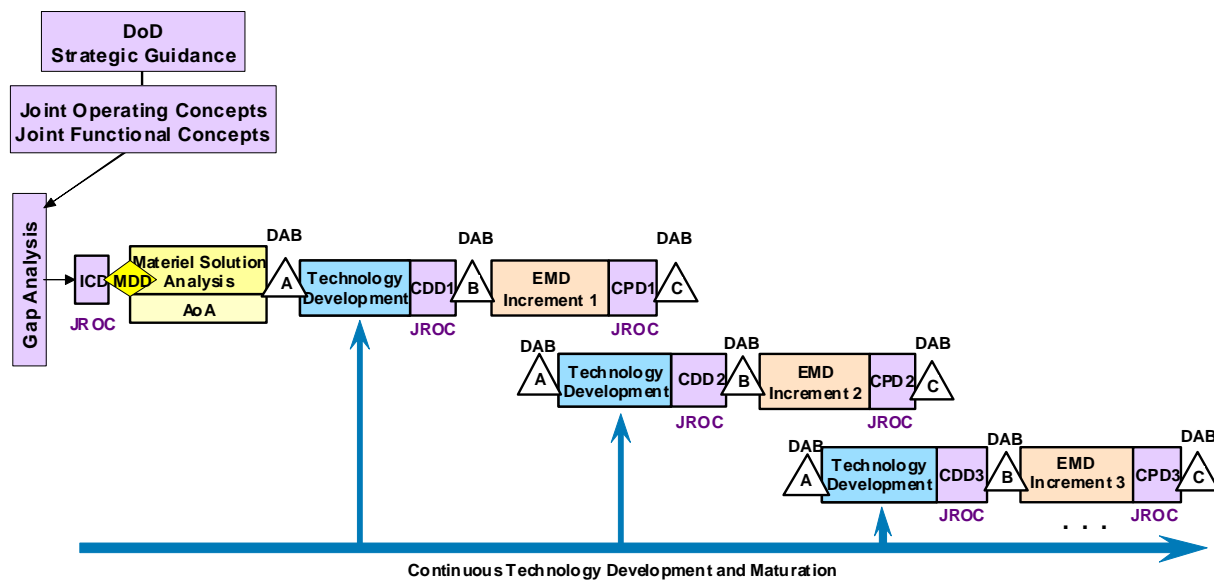 DoD
Strategic Guidance
Joint Operating Concepts
Joint Functional Concepts
Gap Analysis
ICD
JROC
MDD
Materiel Solution
Analysis
AoA
DAB
A
Technology
Development
CDD1
JROC
DAB
B
EMD
Increment 1
CPD1
JROC
DAB
C
DAB
A
Technology
Development
CDD2
JROC
DAB
B
EMD
Increment 2
CPD2
JROC
DAB
C
DAB
A
Technology
Development
CDD3
JROC
DAB
B
EMD
Increment 3
CPD3
JROC
DAB
C
. . .
Continuous Technology Development and Maturation